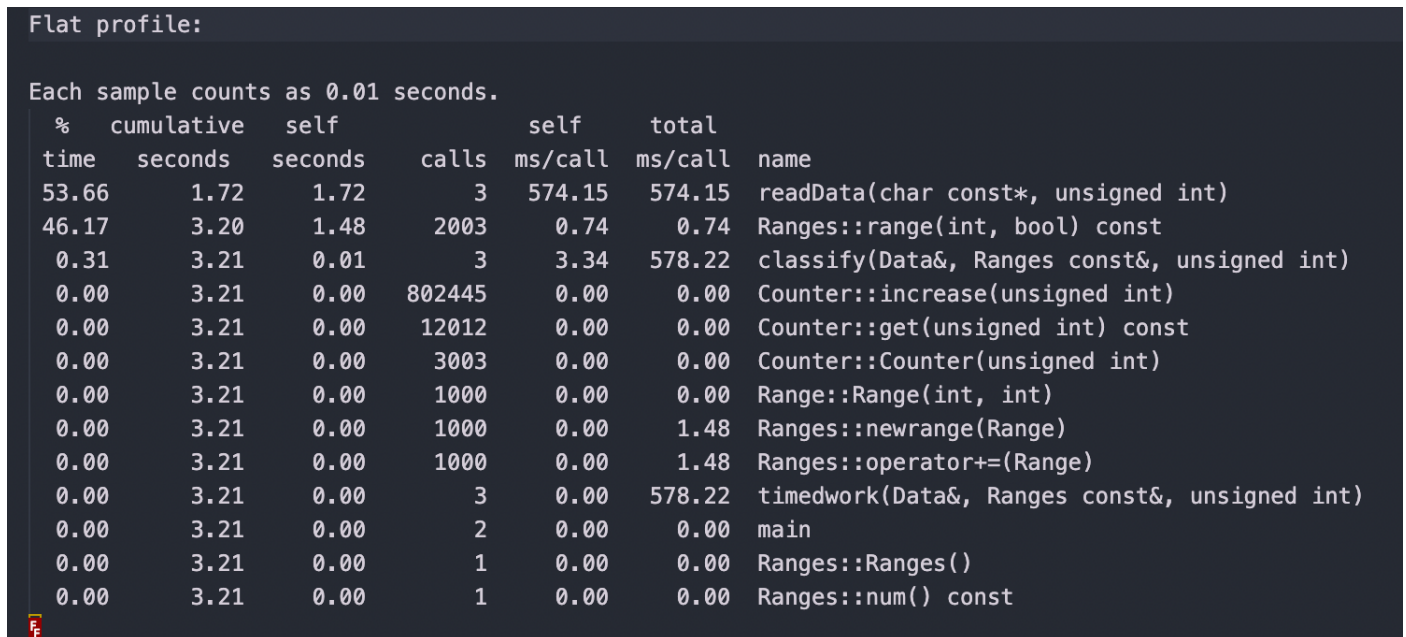 Flat profile:
Each sample counts as 0.01 seconds.
  %   cumulative   self              self     total
 time   seconds   seconds    calls  ms/call  ms/call  name
 53.66      1.72     1.72        3   574.15   574.15  readData(char const*, unsigned int)
 46.17      3.20     1.48     2003     0.74     0.74  Ranges::range(int, bool) const
  0.31      3.21     0.01        3     3.34   578.22  classify(Data&, Ranges const&, unsigned int)
  0.00      3.21     0.00   802445     0.00     0.00  Counter::increase(unsigned int)
  0.00      3.21     0.00    12012     0.00     0.00  Counter::get(unsigned int) const
  0.00      3.21     0.00     3003     0.00     0.00  Counter::Counter(unsigned int)
  0.00      3.21     0.00     1000     0.00     0.00  Range::Range(int, int)
  0.00      3.21     0.00     1000     0.00     1.48  Ranges::newrange(Range)
  0.00      3.21     0.00     1000     0.00     1.48  Ranges::operator+=(Range)
  0.00      3.21     0.00        3     0.00   578.22  timedwork(Data&, Ranges const&, unsigned int)
  0.00      3.21     0.00        2     0.00     0.00  main
  0.00      3.21     0.00        1     0.00     0.00  Ranges::Ranges()
  0.00      3.21     0.00        1     0.00     0.00  Ranges::num() const
FF